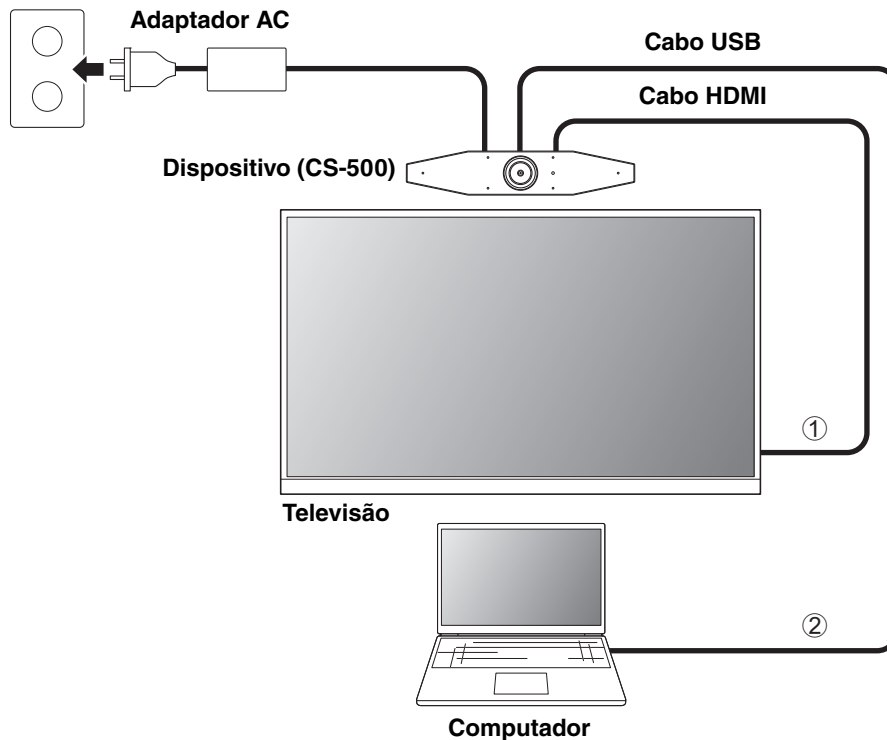 Adaptador AC
Cabo USB
Cabo HDMI
Dispositivo (CS-500)
①
Televisão
②
Computador